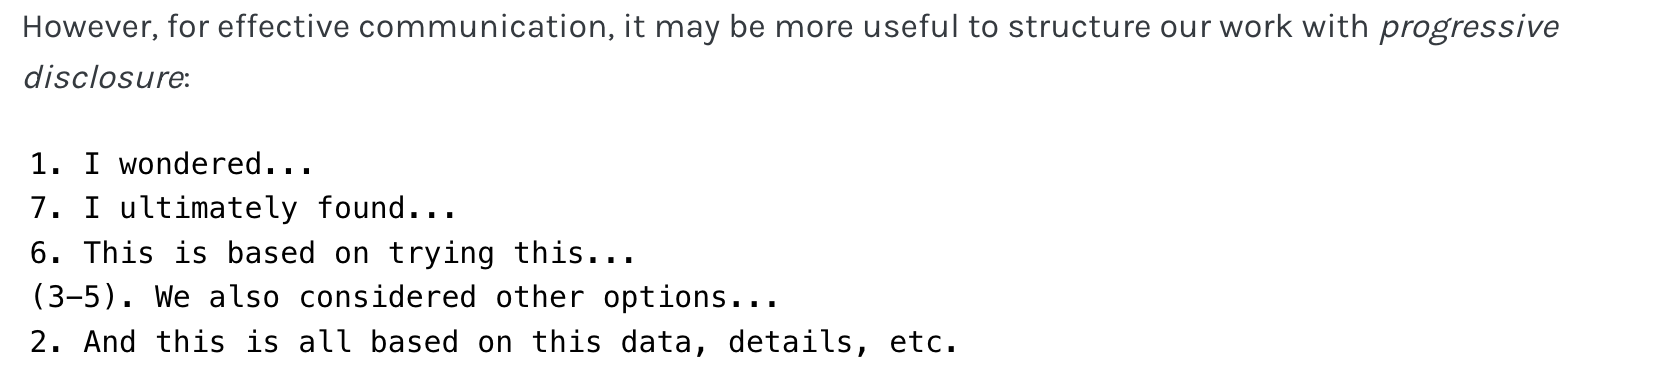 However, for effective communication, it may be more useful to structure our work with progressive
disclosure:
1. I wondered...
7. I ultimately found...
6. This is based on trying this...
(3–5). We also considered other options...
2. And this is all based on this data, details, etc.